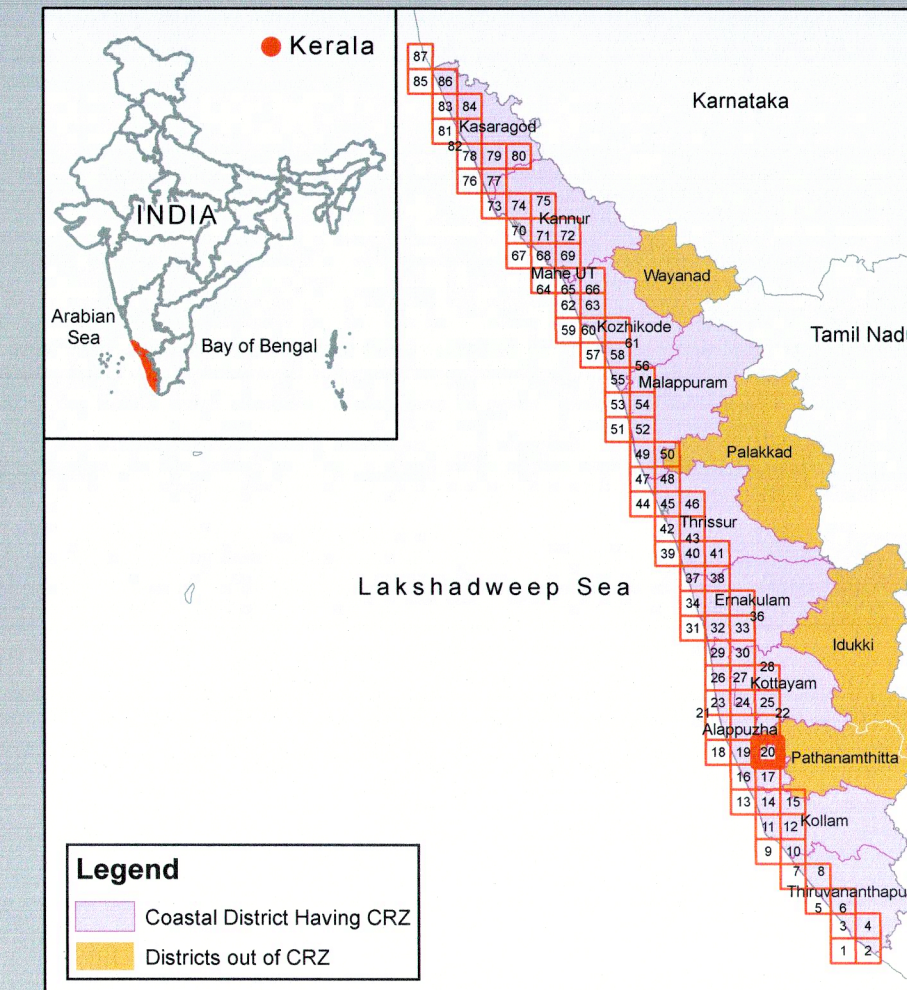 Kerala
INDIA
Arabian
Sea
Bay of Bengal
Karnataka
Tamil Nadu
Lakshadweep Sea
87
85 86
83 84
81 Kasaragod
82
78 79 80
76 77
73 74 75
Kannur
70 71 72
67 68 69
Mahe UT
64 65 66
62 63
59 60 Kozhikode
61
57 58
56
55 Malappuram
53 54
51 52
49 50
47 48
44 45 46
42 Thrissur
43
39 40 41
37 38
34 Ernakulam
36
31 32 33
29 30
28
26 27 Kottayam
23 24 25
21 22
Alappuzha
18 19 20
16 17
13 14 15
11 12 Kollam
9 10
7 8
Thiruvananthapu
5 6
3 4
1 2
Wayanad
Palakkad
Idukki
Pathanamthitta
Legend
Coastal District Having CRZ
Districts out of CRZ